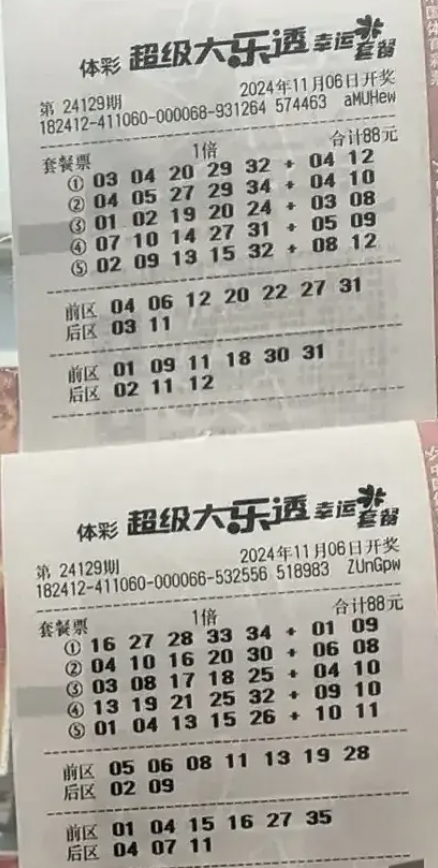 体彩 超级大乐透 幸运套餐
第 24129期 2024年11月06日开奖
182412-411060-000068-931264 574463 aMUHew
套餐票 1倍 合计88元
① 03 04 20 29 32 + 04 12
② 04 05 27 29 34 + 04 10
③ 01 02 19 20 24 + 03 08
④ 07 10 14 27 31 + 05 09
⑤ 02 09 13 15 32 + 08 12
前区 04 06 12 20 22 27 31
后区 03 11
前区 01 09 11 18 30 31
后区 02 11 12
体彩 超级大乐透 幸运套餐
第 24129期 2024年11月06日开奖
182412-411060-000066-532556 518983 ZUnGpw
套餐票 1倍 合计88元
① 16 27 28 33 34 + 01 09
② 04 10 16 20 30 + 06 08
③ 03 08 17 18 25 + 04 10
④ 13 19 21 25 32 + 09 10
⑤ 01 04 13 15 26 + 10 11
前区 05 06 08 11 13 19 28
后区 02 09
前区 01 04 15 16 27 35
后区 04 07 11